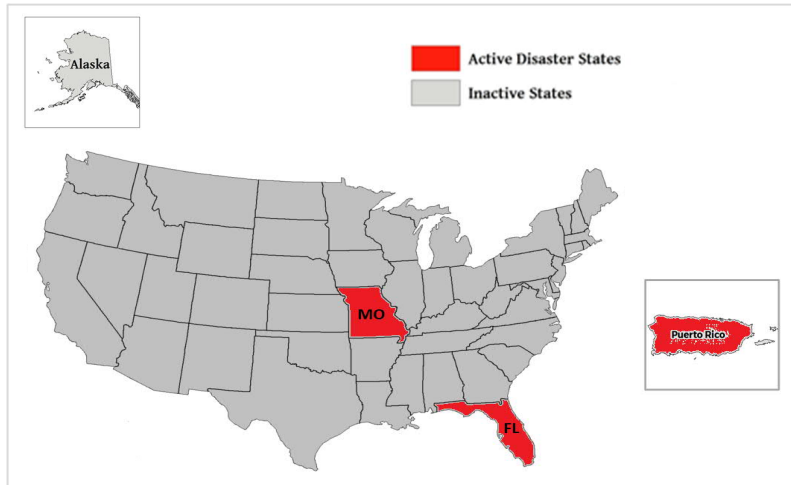 Alaska
Active Disaster States
Inactive States
MO
Puerto Rico
FL